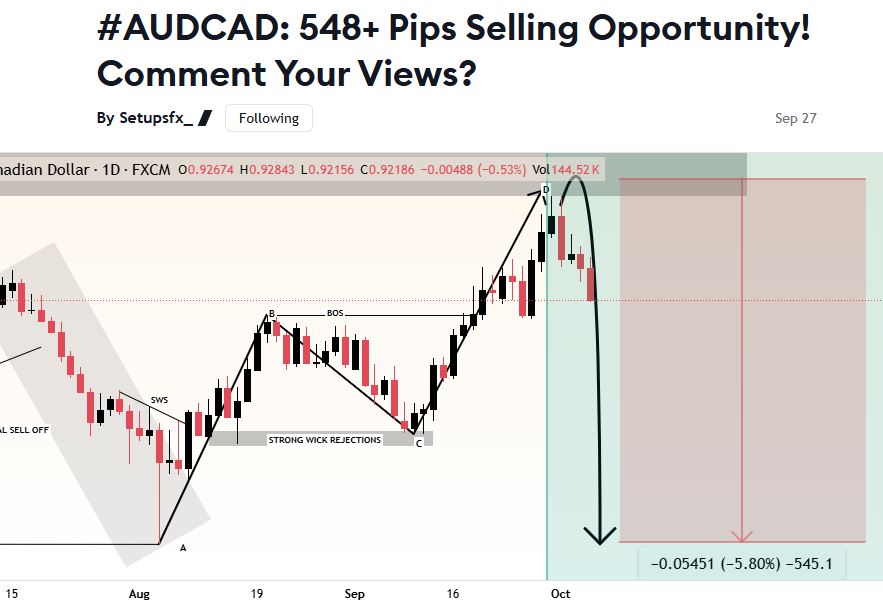 #AUDCAD: 548+ Pips Selling Opportunity!
Comment Your Views?
By Setupsfx_ Following Sep 27
nadian Dollar · 1D · FXCM O0.92674 H0.92843 L0.92156 C0.92186 −0.00488 (−0.53%) Vol144.52 K
D
B BOS
SWS
AL SELL OFF
STRONG WICK REJECTIONS
C
A
−0.05451 (−5.80%) −545.1
15 Aug 19 Sep 16 Oct